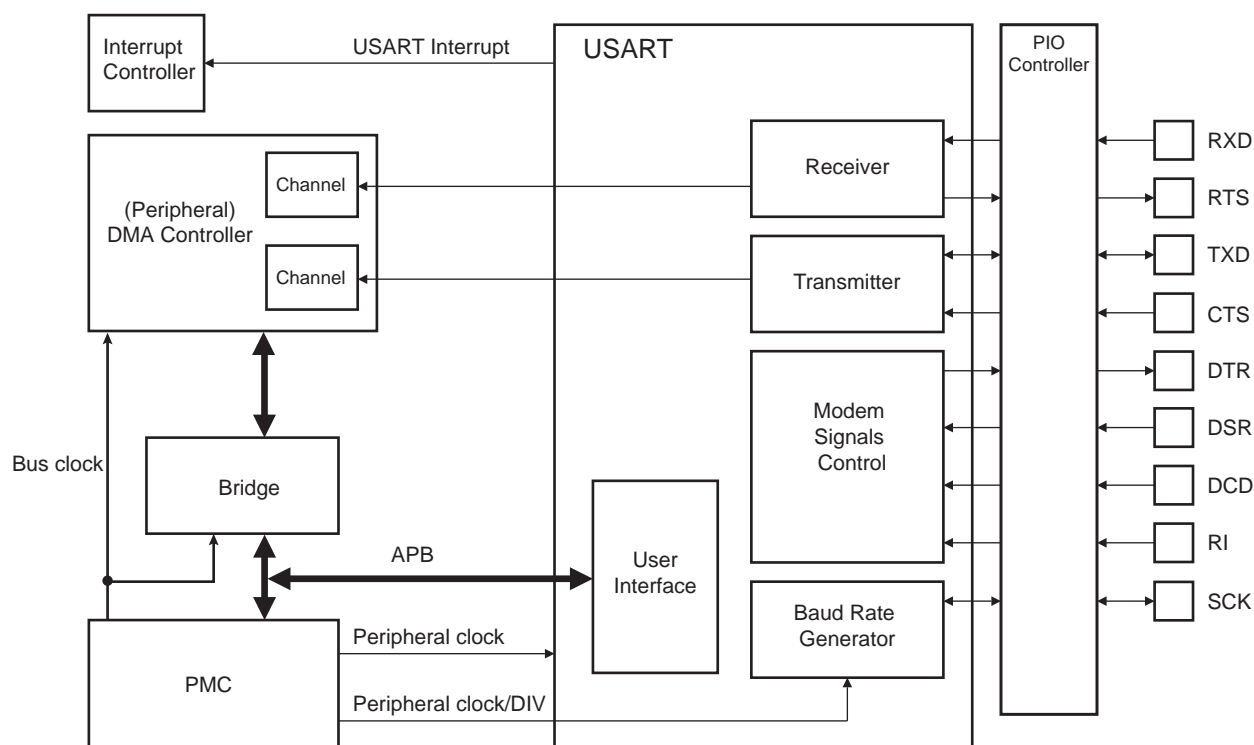 Interrupt
Controller
USART Interrupt
USART
PIO
Controller
(Peripheral)
DMA Controller
Channel
Channel
Receiver
Transmitter
Modem
Signals
Control
RXD
RTS
TXD
CTS
DTR
DSR
DCD
RI
SCK
Bus clock
Bridge
APB
User
Interface
Baud Rate
Generator
PMC
Peripheral clock
Peripheral clock/DIV